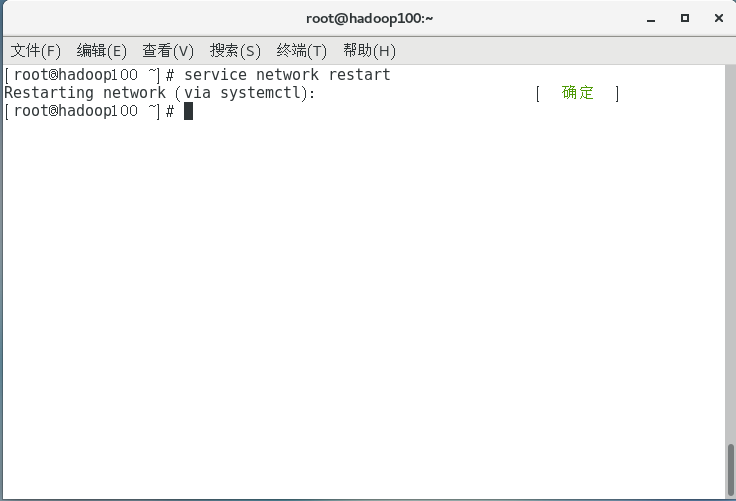 root@hadoop100:~
文件(F) 编辑(E) 查看(V) 搜索(S) 终端(T) 帮助(H)
[root@hadoop100 ~]# service network restart
Restarting network (via systemctl): [ 确定 ]
[root@hadoop100 ~]#